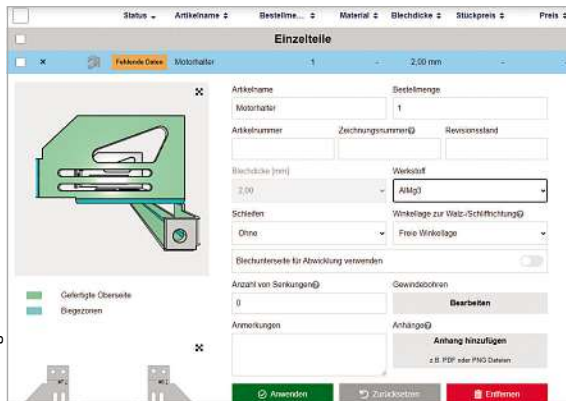 Status Artikelname Bestellme... Material Blechdicke Stückpreis Preis
Einzelteile
Fehlende Daten Motorhalter 1 - 2,00 mm - -
Artikelname Bestellmenge
Motorhalter 1
Artikelnummer Zeichnungsnummer Revisionsstand
Blechdicke [mm] Werkstoff
2,00 AlMg3
Schleifen Winkellage zur Walz-/Schliffrichtung
Ohne Freie Winkellage
Blechunterseite für Abwicklung verwenden
Gefertigte Oberseite
Biegezonen
Anzahl von Senkungen Gewindebohren
0 Bearbeiten
Anmerkungen Anhänge
Anhang hinzufügen
z.B. PDF oder PNG Dateien
Anwenden Zurücksetzen Entfernen